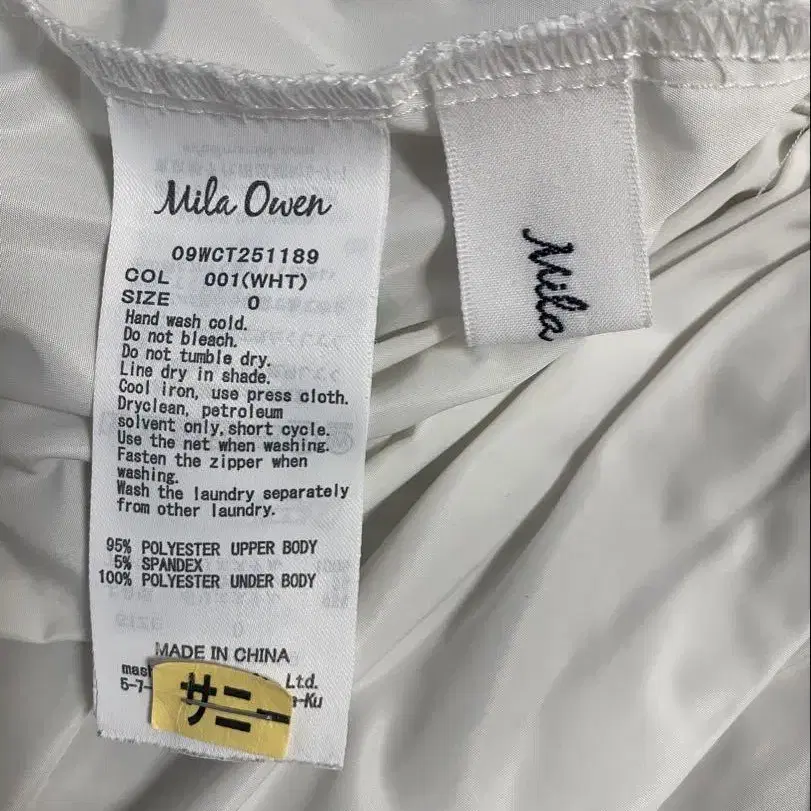 Mila Owen
09WCT251189
COL 001(WHT)
SIZE 0
Hand wash cold.
Do not bleach.
Do not tumble dry.
Line dry in shade.
Cool iron, use press cloth.
Dryclean, petroleum
solvent only,short cycle.
Use the net when washing.
Fasten the zipper when
washing.
Wash the laundry separately
from other laundry.
95% POLYESTER UPPER BODY
5% SPANDEX
100% POLYESTER UNDER BODY
MADE IN CHINA
Ltd.
5-7-
サニー
Mila